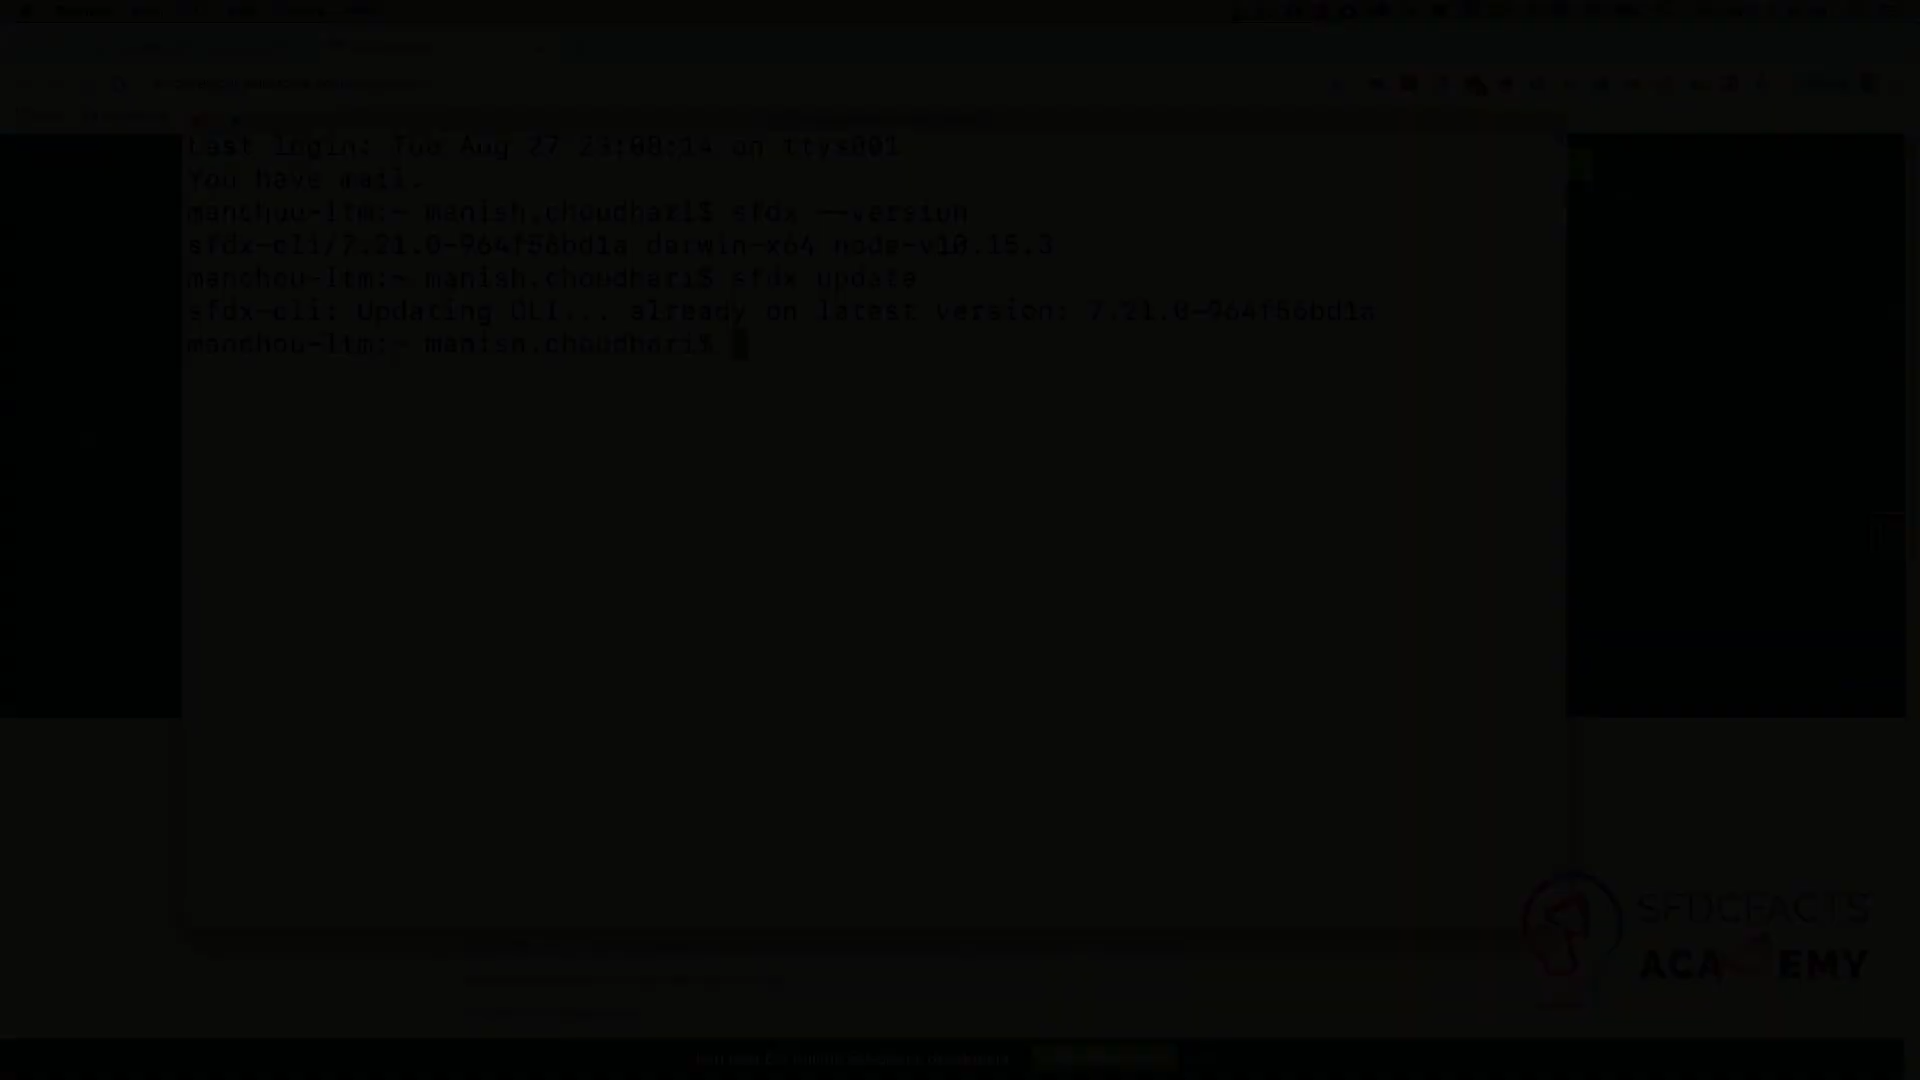 Last login: Tue Aug 27 23:08:14 on ttys001
You have mail.
manchou-ltm:~ manish.choudhari$ sfdx --version
sfdx-cli/7.21.0-964f56bd1a darwin-x64 node-v10.15.3
manchou-ltm:~ manish.choudhari$ sfdx update
sfdx-cli: Updating CLI... already on latest version: 7.21.0-964f56bd1a
manchou-ltm:~ manish.choudhari$
SFDCFACTS
ACADEMY